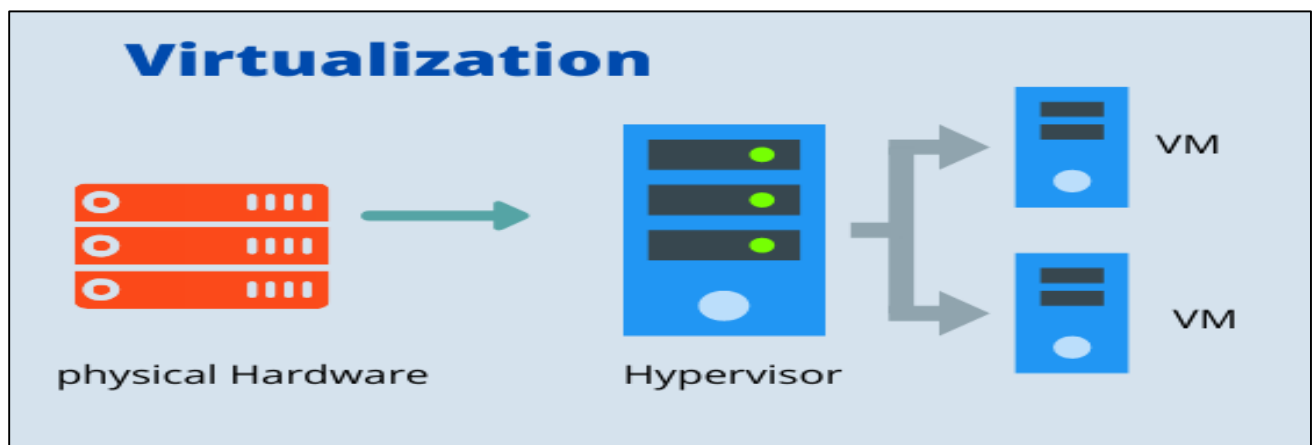 Virtualization
VM
VM
physical Hardware
Hypervisor